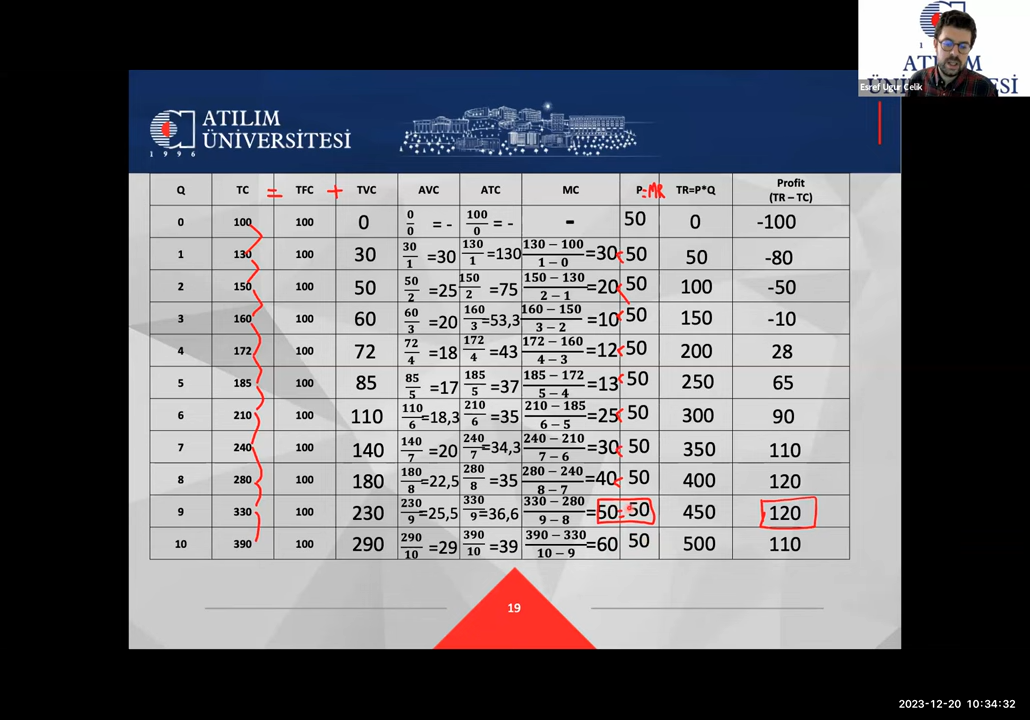 ATILIM
ÜNİVERSİTESİ
Esref Ugur Celik
ATILIM
ÜNİVERSİTESİ
1 9 9 6
Q TC = TFC + TVC AVC ATC MC P = MR TR=P*Q Profit (TR – TC)
0 100 100 0 0/0 = - 100/0 = - - 50 0 -100
1 130 100 30 30/1 =30 130/1 =130 130 − 100/1 − 0 =30 < 50 50 -80
2 150 100 50 50/2 =25 150/2 =75 150 − 130/2 − 1 =20 < 50 100 -50
3 160 100 60 60/3 =20 160/3 =53,3 160 − 150/3 − 2 =10 < 50 150 -10
4 172 100 72 72/4 =18 172/4 =43 172 − 160/4 − 3 =12 < 50 200 28
5 185 100 85 85/5 =17 185/5 =37 185 − 172/5 − 4 =13 < 50 250 65
6 210 100 110 110/6 =18,3 210/6 =35 210 − 185/6 − 5 =25 < 50 300 90
7 240 100 140 140/7 =20 240/7 =34,3 240 − 210/7 − 6 =30 < 50 350 110
8 280 100 180 180/8 =22,5 280/8 =35 280 − 240/8 − 7 =40 < 50 400 120
9 330 100 230 230/9 =25,5 330/9 =36,6 330 − 280/9 − 8 =50 = 50 450 120
10 390 100 290 290/10 =29 390/10 =39 390 − 330/10 − 9 =60 50 500 110
19
2023-12-20 10:34:32